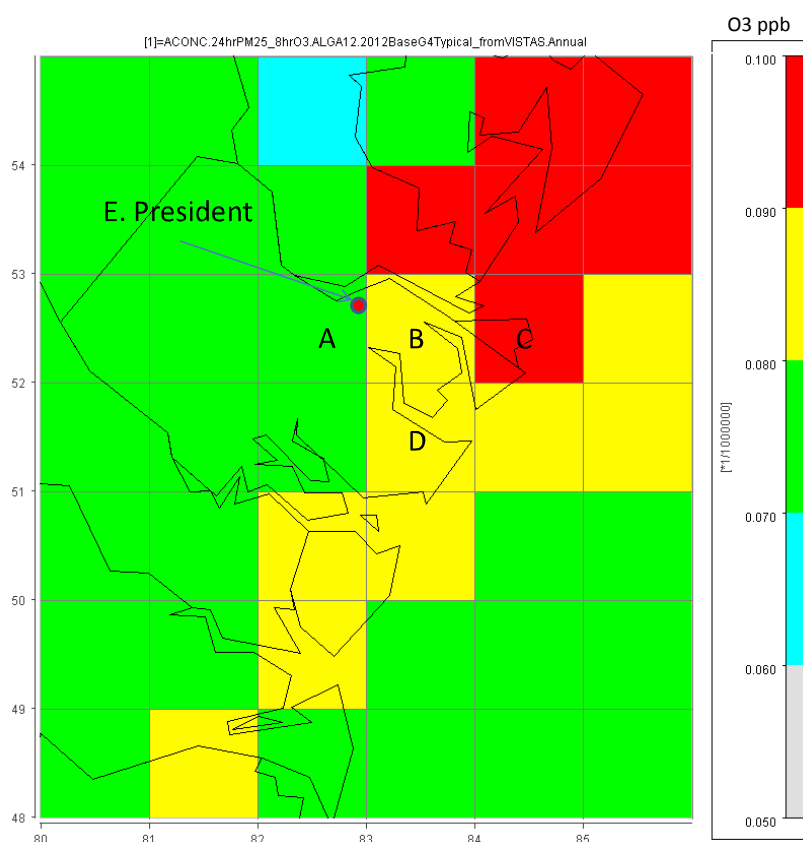 O3 ppb
[1]=ACONC.24hrPM25_8hrO3.ALGA12.2012BaseG4Typical_fromVISTAS.Annual
0.100
54
E. President
0.090
53
A
B
C
0.080
52
D
[*1/1000000]
51
0.070
50
0.060
49
48
0.050
80
81
82
83
84
85